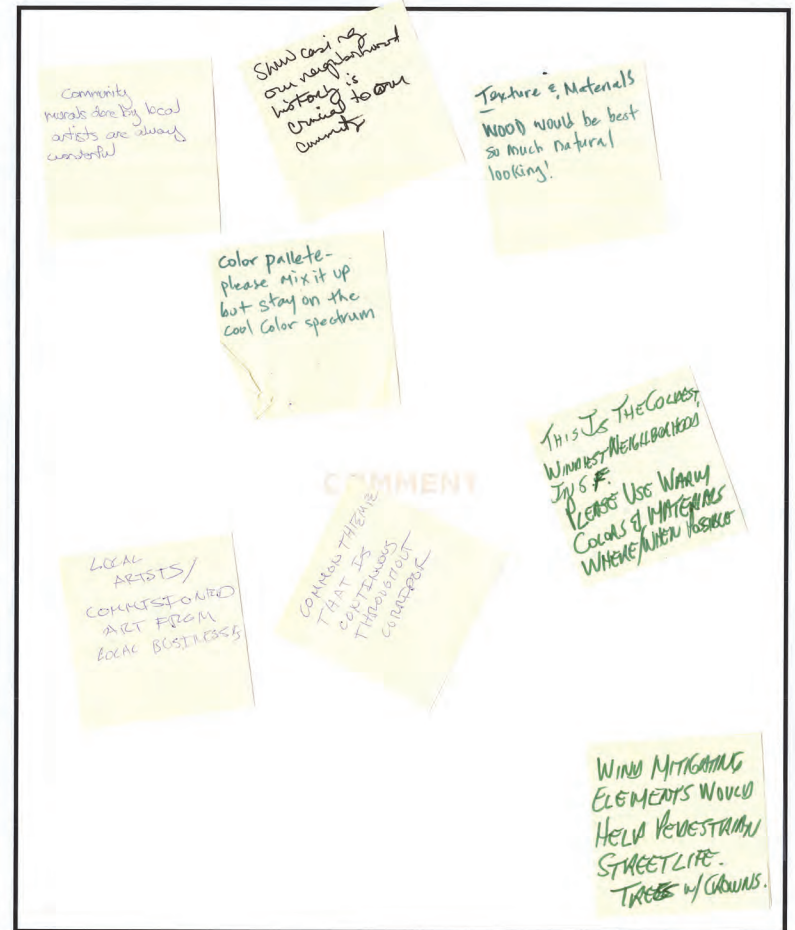 Community
murals done by local
artists are always
wonderful
Showcasing
our neighborhood
history is
crucial to our
community
Texture & Materials
WOOD would be best
so much natural
looking!
Color pallete-
please mix it up
but stay on the
cool color spectrum
THIS IS THE COLDEST,
WINDIEST NEIGHBORHOOD
IN S.F.
PLEASE USE WARM
COLORS & MATERIALS
WHERE/WHEN POSSIBLE
COMMENT
LOCAL
ARTISTS/
COMMISIONED
ART FROM
LOCAL BUSINESSES
COMMON THEME
THAT IS
CONTINUOUS
THROUGHOUT
CORRIDOR
WIND MITIGATING
ELEMENTS WOULD
HELP PEDESTRIAN
STREETLIFE.
TREES W/ CROWNS.